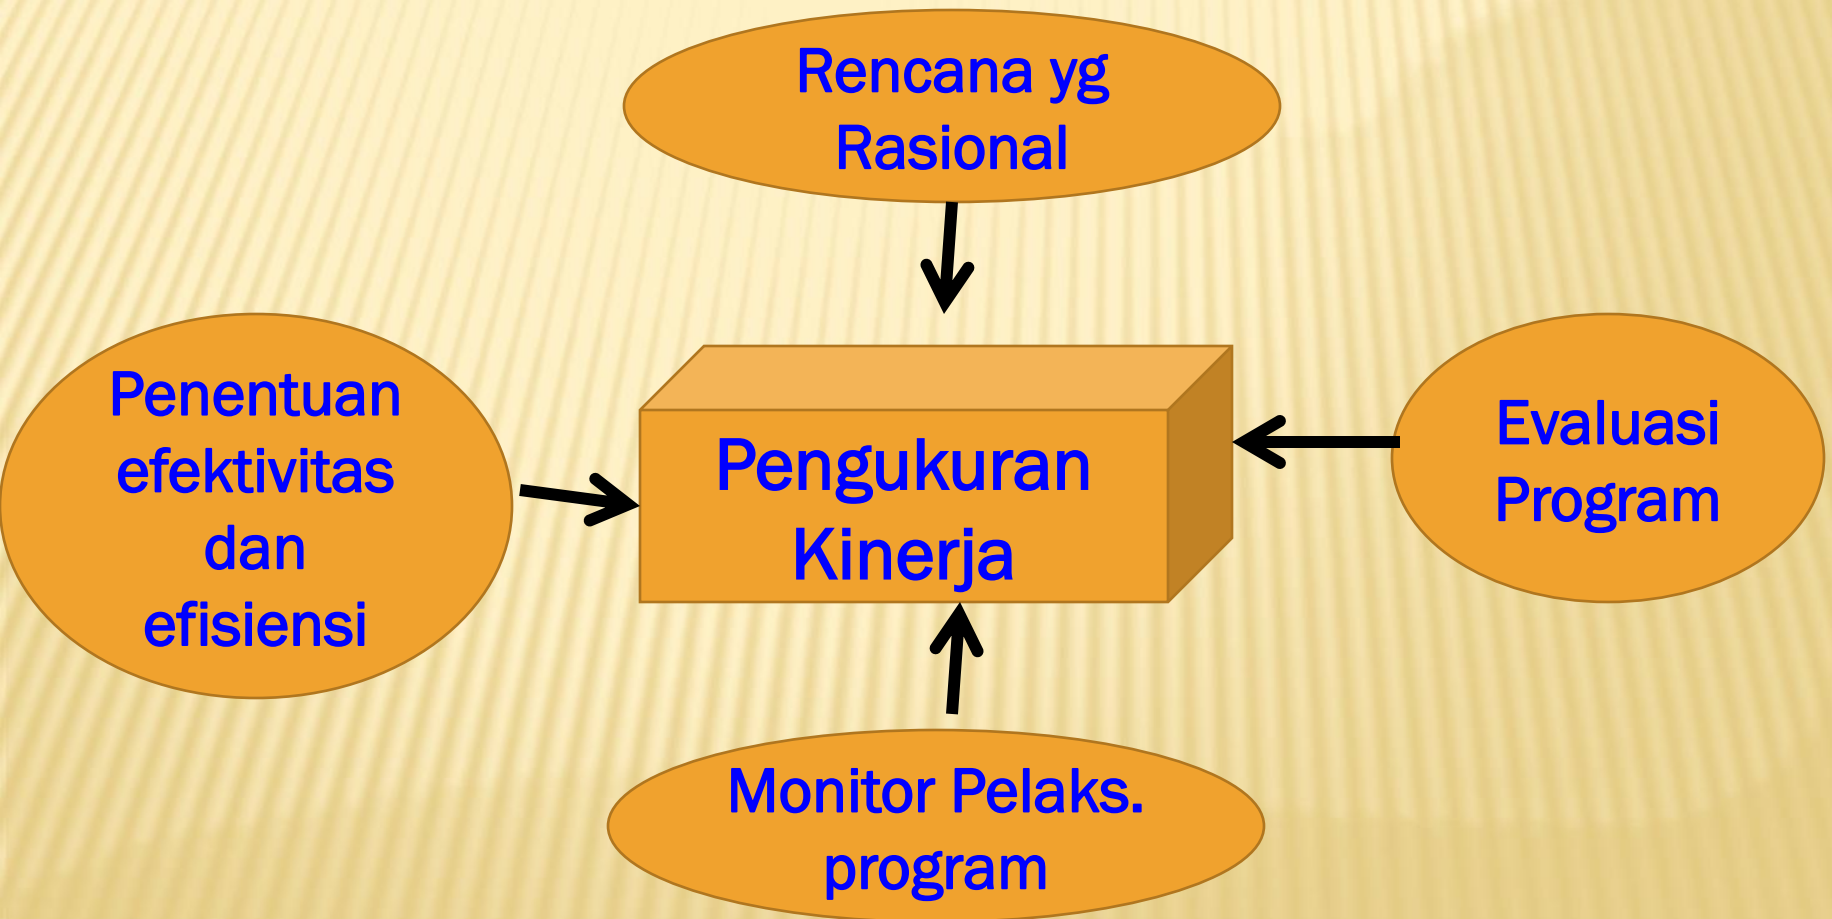 Rencana yg
Rasional
Penentuan
efektivitas
dan
efisiensi
Pengukuran
Kinerja
Evaluasi
Program
Monitor Pelaks.
program